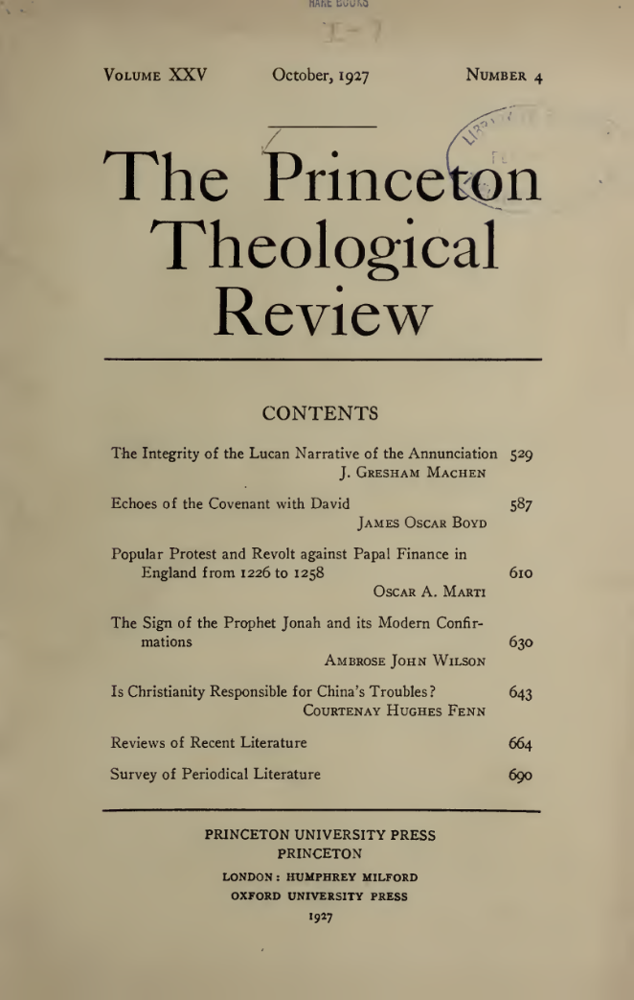 RARE BOOKS
I-7
VOLUME XXV October, 1927 NUMBER 4
The Princeton
Theological
Review
CONTENTS
The Integrity of the Lucan Narrative of the Annunciation 529
J. GRESHAM MACHEN
Echoes of the Covenant with David 587
JAMES OSCAR BOYD
Popular Protest and Revolt against Papal Finance in
England from 1226 to 1258 610
OSCAR A. MARTI
The Sign of the Prophet Jonah and its Modern Confir-
mations 630
AMBROSE JOHN WILSON
Is Christianity Responsible for China's Troubles? 643
COURTENAY HUGHES FENN
Reviews of Recent Literature 664
Survey of Periodical Literature 690
PRINCETON UNIVERSITY PRESS
PRINCETON
LONDON: HUMPHREY MILFORD
OXFORD UNIVERSITY PRESS
1927